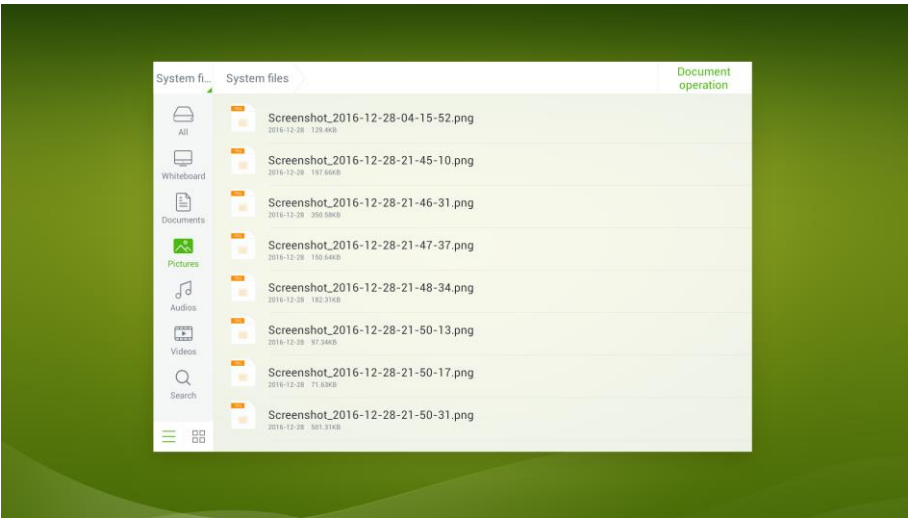 System fi...
System files
Document
operation
All
Whiteboard
Documents
Pictures
Audios
Videos
Search
Screenshot_2016-12-28-04-15-52.png
2016-12-28 129.4KB
Screenshot_2016-12-28-21-45-10.png
2016-12-28 197.66KB
Screenshot_2016-12-28-21-46-31.png
2016-12-28 350.58KB
Screenshot_2016-12-28-21-47-37.png
2016-12-28 150.64KB
Screenshot_2016-12-28-21-48-34.png
2016-12-28 182.31KB
Screenshot_2016-12-28-21-50-13.png
2016-12-28 97.34KB
Screenshot_2016-12-28-21-50-17.png
2016-12-28 71.63KB
Screenshot_2016-12-28-21-50-31.png
2016-12-28 501.31KB